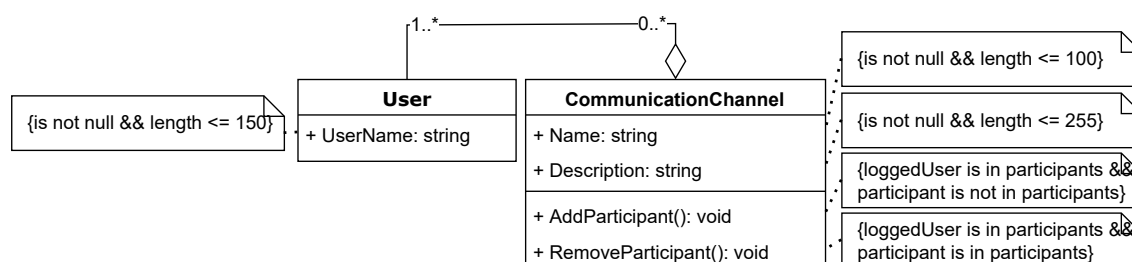 1..*
0..*
{is not null && length <= 100}
User
CommunicationChannel
{is not null && length <= 150}
+ UserName: string
+ Name: string
{is not null && length <= 255}
+ Description: string
{loggedUser is in participants &&
participant is not in participants}
+ AddParticipant(): void
{loggedUser is in participants &&
participant is in participants}
+ RemoveParticipant(): void